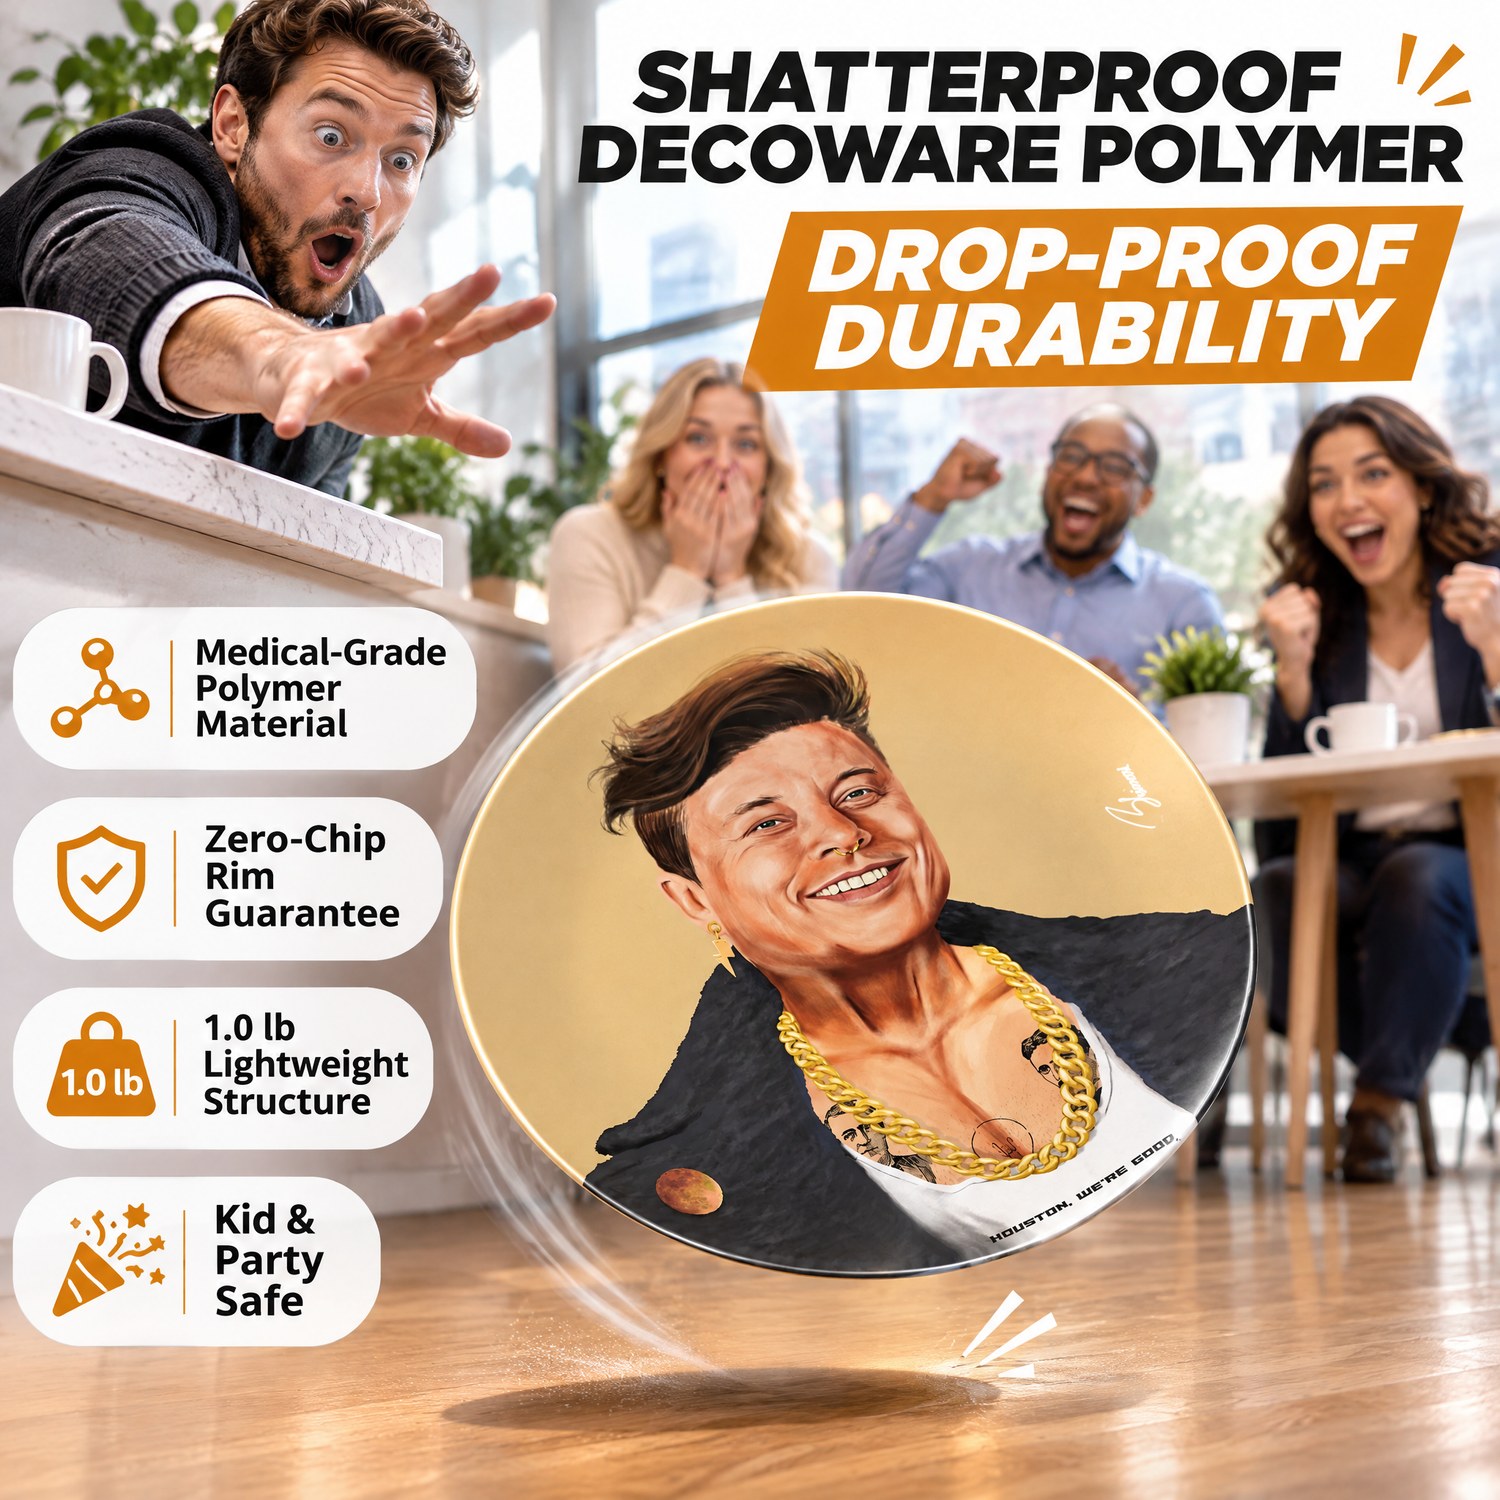 SHATTERPROOF
DECOWARE POLYMER
DROP-PROOF
DURABILITY
Medical-Grade
Polymer
Material
Zero-Chip
Rim
Guarantee
1.0 lb
1.0 lb
Lightweight
Structure
Kid &
Party
Safe
HOUSTON, WE'RE GOOD.